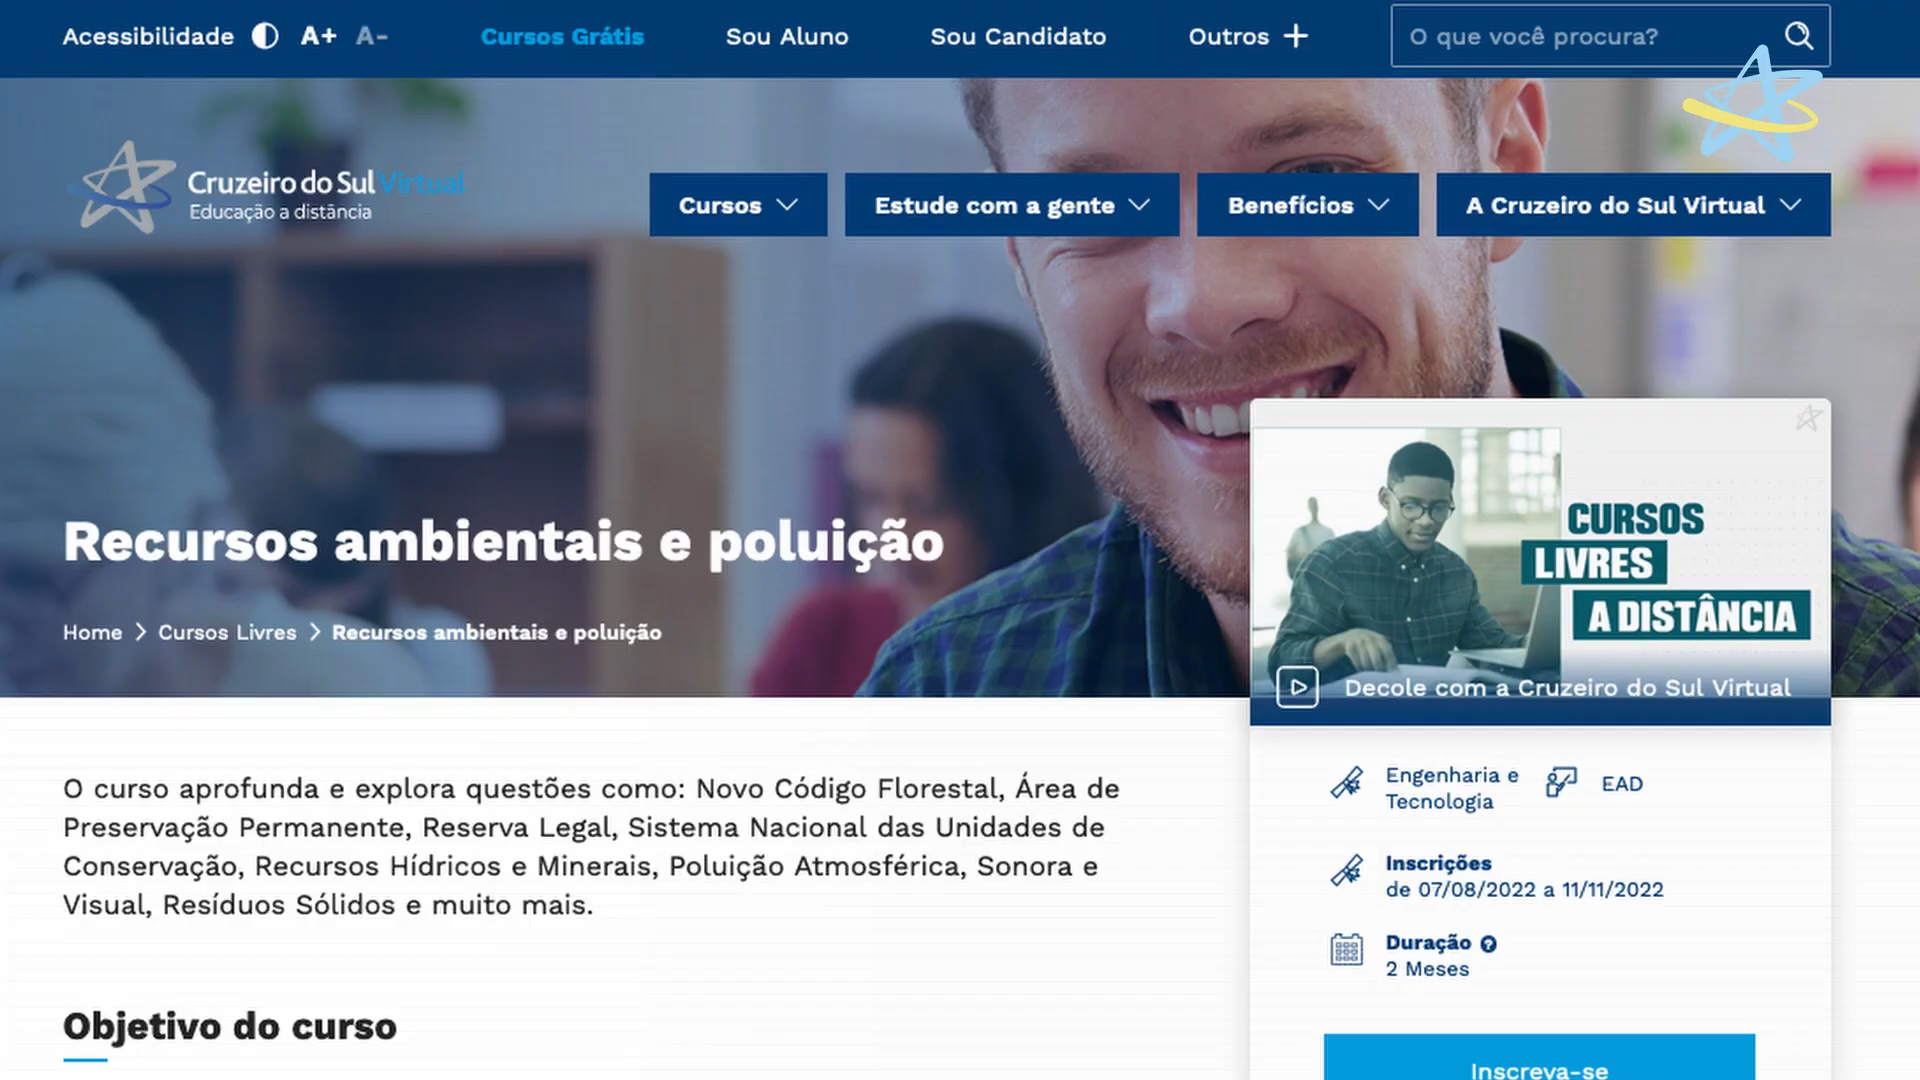 Acessibilidade A+ A- Cursos Grátis Sou Aluno Sou Candidato Outros + O que você procura?
Cruzeiro do Sul Virtual
Educação a distância
Cursos Estude com a gente Benefícios A Cruzeiro do Sul Virtual
Recursos ambientais e poluição
Home > Cursos Livres > Recursos ambientais e poluição
CURSOS
LIVRES
A DISTÂNCIA
Decole com a Cruzeiro do Sul Virtual
O curso aprofunda e explora questões como: Novo Código Florestal, Área de
Preservação Permanente, Reserva Legal, Sistema Nacional das Unidades de
Conservação, Recursos Hídricos e Minerais, Poluição Atmosférica, Sonora e
Visual, Resíduos Sólidos e muito mais.
Objetivo do curso
Engenharia e
Tecnologia
EAD
Inscrições
de 07/08/2022 a 11/11/2022
Duração ?
2 Meses
Inscreva-se